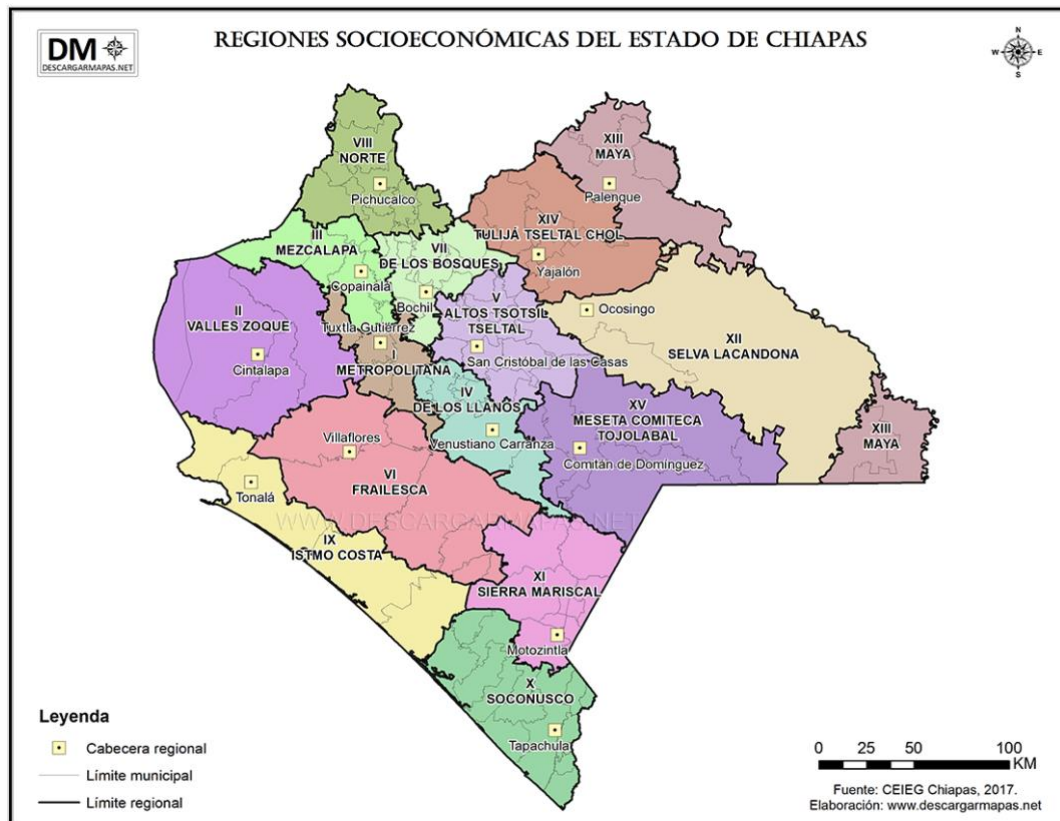 DM
DESCARGARMAPAS.NET
REGIONES SOCIOECONÓMICAS DEL ESTADO DE CHIAPAS
N
W E
S
VIII
NORTE
Pichucalco
XIII
MAYA
Palenque
XIV
TULIJÁ TSELTAL CHOL
Yajalón
III
MEZCALAPA
Copainalá
VII
DE LOS BOSQUES
Bochil
II
VALLES ZOQUE
Cintalapa
Tuxtla Gutiérrez
I
METROPOLITANA
V
ALTOS TSOTSIL
TSELTAL
San Cristóbal de las Casas
Ocosingo
XII
SELVA LACANDONA
IV
DE LOS LLANOS
Venustiano Carranza
XV
MESETA COMITECA
TOJOLABAL
Comitán de Domínguez
XIII
MAYA
Villaflores
VI
FRAILESCA
Tonalá
WWW.DESCARGARMAPAS.NET
IX
ISTMO COSTA
XI
SIERRA MARISCAL
Motozintla
X
SOCONUSCO
Tapachula
Leyenda
Cabecera regional
Límite municipal
Límite regional
0 25 50 100
KM
Fuente: CEIEG Chiapas, 2017.
Elaboración: www.descargarmapas.net